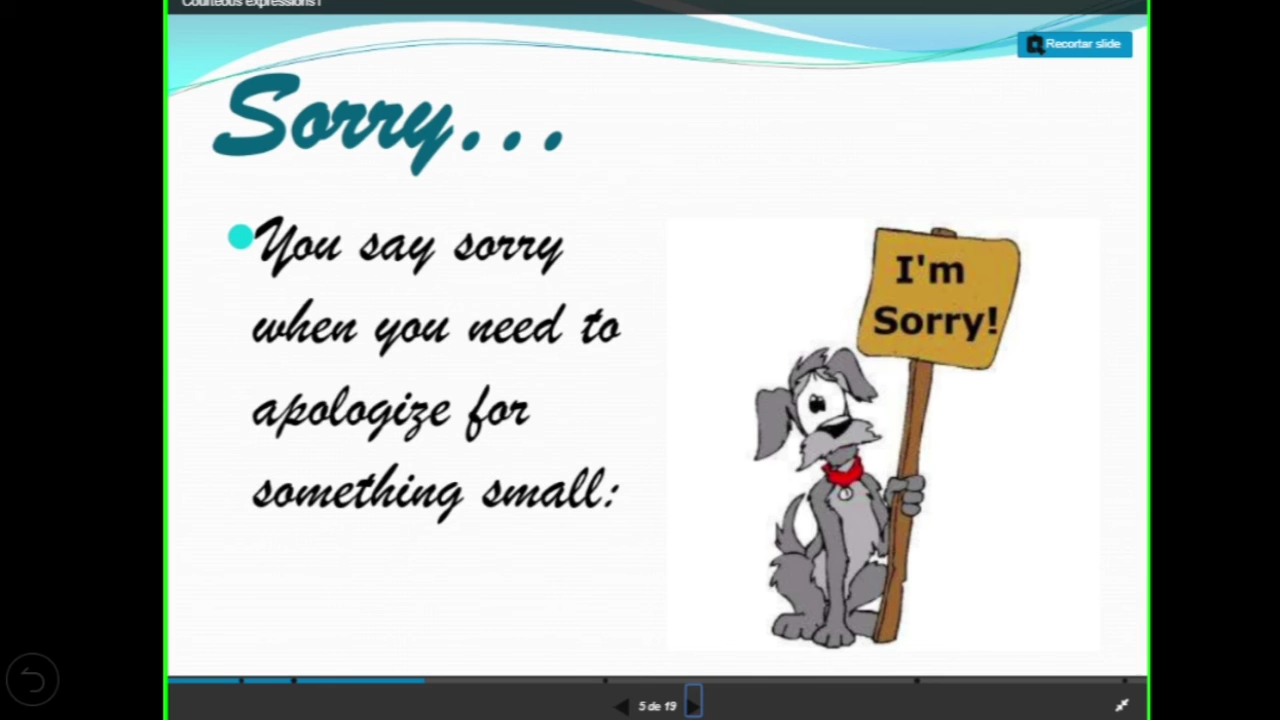 Courteous expressions I
Recortar slide
Sorry...
You say sorry
when you need to
apologize for
something small:
I'm
Sorry!
5 de 19